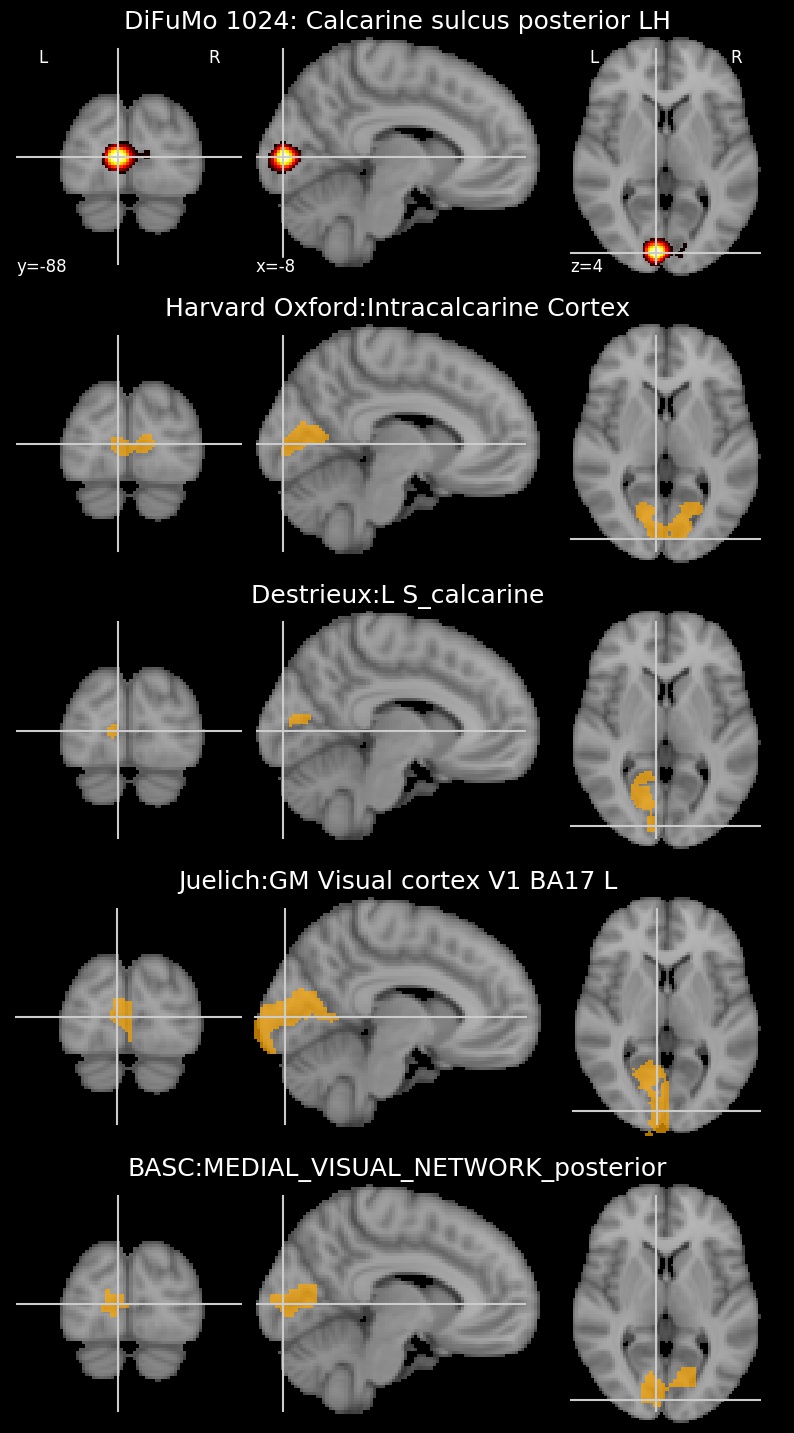 DiFuMo 1024: Calcarine sulcus posterior LH
L R L R
y=-88 x=-8 z=4
Harvard Oxford:Intracalcarine Cortex
Destrieux:L S_calcarine
Juelich:GM Visual cortex V1 BA17 L
BASC:MEDIAL_VISUAL_NETWORK_posterior